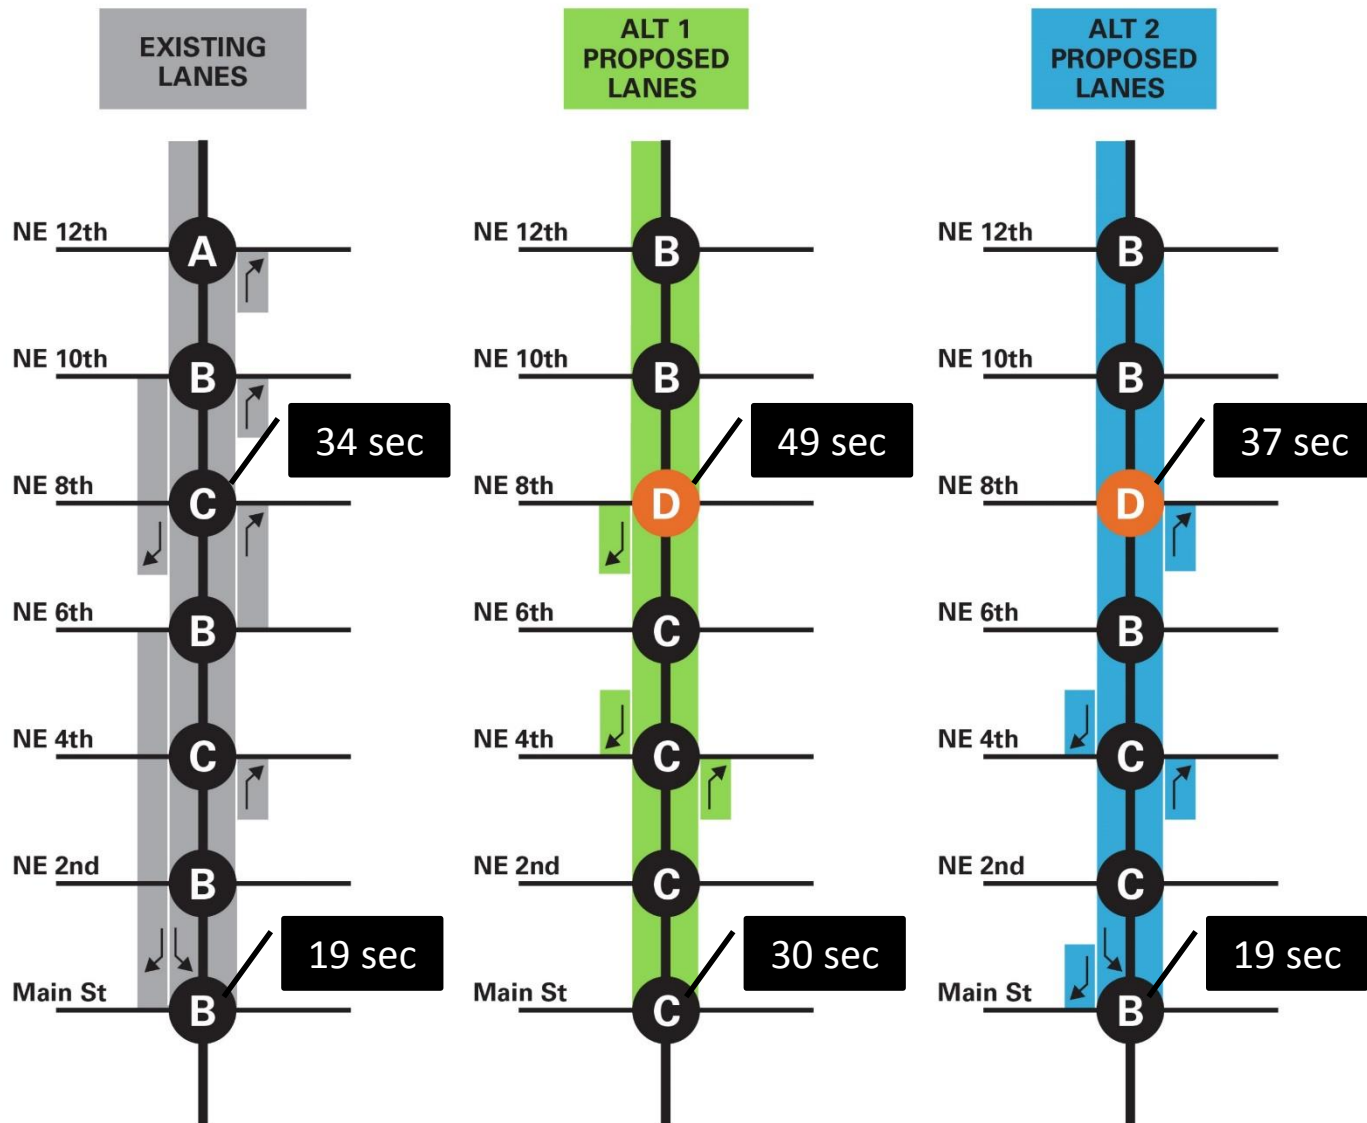 EXISTING
LANES
ALT 1
PROPOSED
LANES
ALT 2
PROPOSED
LANES
NE 12th
A
NE 12th
B
NE 12th
B
NE 10th
B
NE 10th
B
NE 10th
B
34 sec
49 sec
37 sec
NE 8th
C
NE 8th
D
NE 8th
D
NE 6th
B
NE 6th
C
NE 6th
B
NE 4th
C
NE 4th
C
NE 4th
C
NE 2nd
B
NE 2nd
C
NE 2nd
C
19 sec
30 sec
19 sec
Main St
B
Main St
C
Main St
B